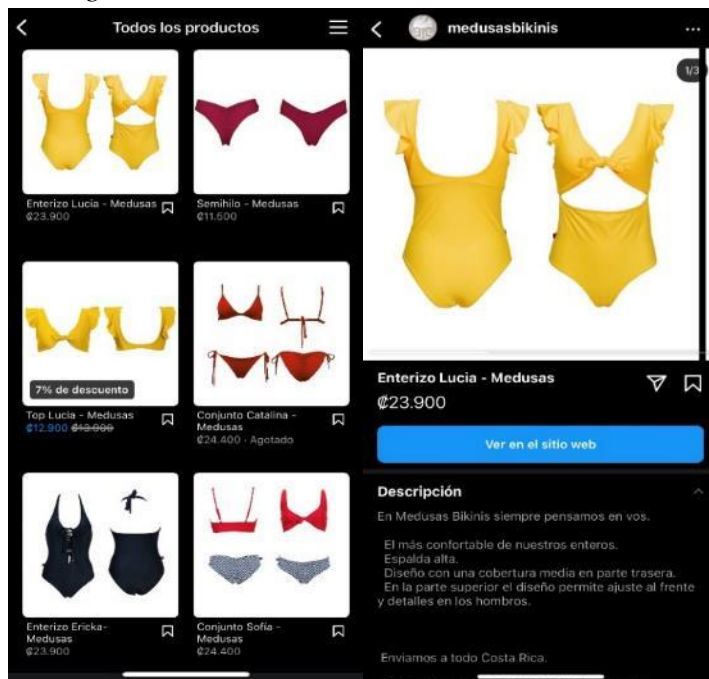 Todos los productos
Enterizo Lucia - Medusas
₡23.900
Semihilo - Medusas
₡11.500
7% de descuento
Top Lucia - Medusas
₡12.900 ₡13.900
Conjunto Catalina -
Medusas
₡24.400 · Agotado
Enterizo Ericka-
Medusas
₡23.900
Conjunto Sofía -
Medusas
₡24.400
medusasbikinis
1/3
Enterizo Lucia - Medusas
₡23.900
Ver en el sitio web
Descripción
En Medusas Bikinis siempre pensamos en vos.
El más confortable de nuestros enteros.
Espalda alta.
Diseño con una cobertura media en parte trasera.
En la parte superior el diseño permite ajuste al frente
y detalles en los hombros.
Enviamos a todo Costa Rica.